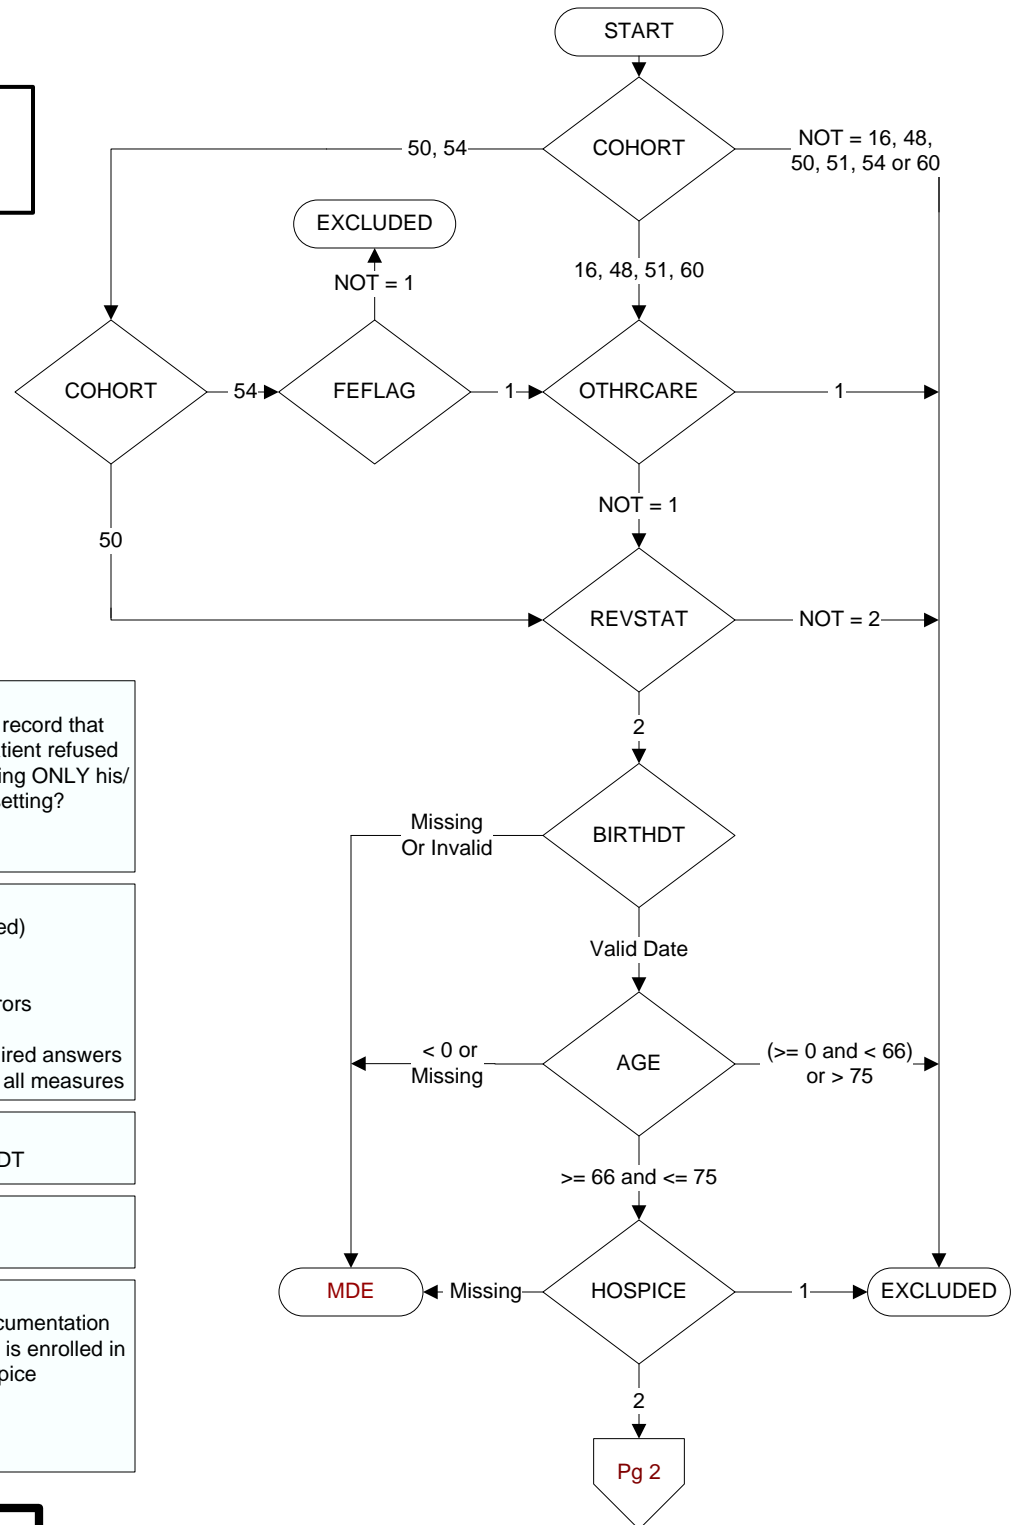 START
COHORT
50, 54
NOT = 16, 48,
50, 51, 54 or 60
EXCLUDED
NOT = 1
16, 48, 51, 60
COHORT
54
FEFLAG
1
OTHRCARE
1
NOT = 1
50
REVSTAT
NOT = 2
2
record that
tient refused
ing ONLY his/
setting?
Missing
Or Invalid
BIRTHDT
ed)
rors
ired answers
all measures
Valid Date
< 0 or
Missing
AGE
(>= 0 and < 66)
or > 75
DT
>= 66 and <= 75
MDE
Missing
HOSPICE
1
EXCLUDED
cumentation
is enrolled in
pice
2
Pg 2